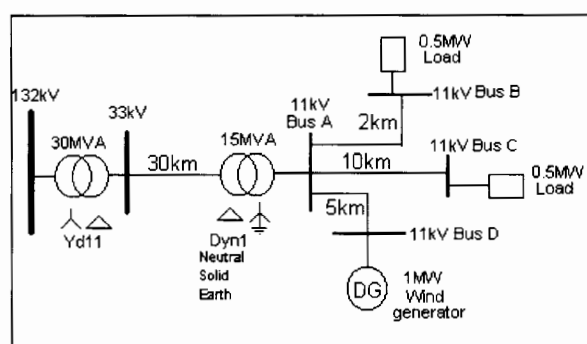 132kV
30MVA
Yd11
33kV
30km
15MVA
Dyn1
Neutral
Solid
Earth
11kV
Bus A
2km
0.5MW
Load
11kV Bus B
10km
11kV Bus C
0.5MW
Load
5km
11kV Bus D
DG
1MW
Wind
generator